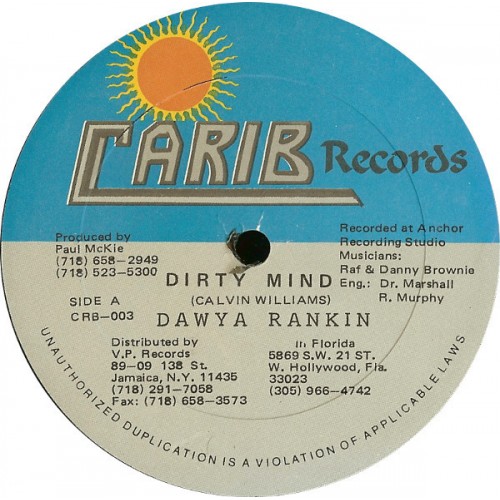 CARIB Records
Produced by
Paul McKie
(718) 658-2949
(718) 523-5300
Recorded at Anchor
Recording Studio
Musicians:
Raf & Danny Brownie
Eng.: Dr. Marshall
R. Murphy
DIRTY MIND
(CALVIN WILLIAMS)
DAWYA RANKIN
SIDE A
CRB-003
Distributed by
V.P. Records
89-09 138 St.
Jamaica, N.Y. 11435
(718) 291-7058
Fax: (718) 658-3573
in Florida
5869 S.W. 21 ST.
W. Hollywood, Fla.
33023
(305) 966-4742
UNAUTHORIZED DUPLICATION IS A VIOLATION OF APPLICABLE LAWS